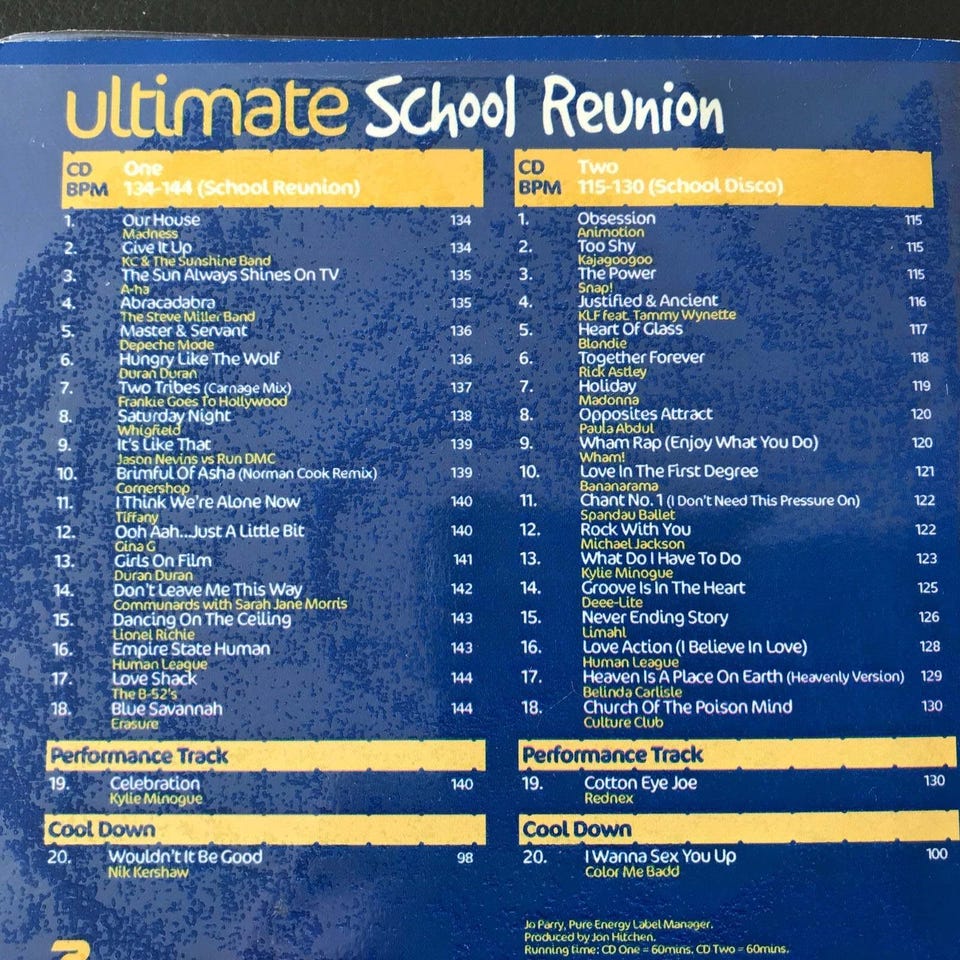 ultimate School Reunion
CD One
BPM 134-144 (School Reunion)
1. Our House 134
Madness
2. Give It Up 134
KC & The Sunshine Band
3. The Sun Always Shines On TV 135
A-ha
4. Abracadabra 135
The Steve Miller Band
5. Master & Servant 136
Depeche Mode
6. Hungry Like The Wolf 136
Duran Duran
7. Two Tribes (Carnage Mix) 137
Frankie Goes To Hollywood
8. Saturday Night 138
Whigfield
9. It's Like That 139
Jason Nevins vs Run DMC
10. Brimful Of Asha (Norman Cook Remix) 139
Cornershop
11. I Think We're Alone Now 140
Tiffany
12. Ooh Aah...Just A Little Bit 140
Gina G
13. Girls On Film 141
Duran Duran
14. Don't Leave Me This Way 142
Communards with Sarah Jane Morris
15. Dancing On The Ceiling 143
Lionel Richie
16. Empire State Human 143
Human League
17. Love Shack 144
The B-52's
18. Blue Savannah 144
Erasure
Performance Track
19. Celebration 140
Kylie Minogue
Cool Down
20. Wouldn't It Be Good 98
Nik Kershaw
CD Two
BPM 115-130 (School Disco)
1. Obsession 115
Animotion
2. Too Shy 115
Kajagoogoo
3. The Power 115
Snap!
4. Justified & Ancient 116
KLF feat. Tammy Wynette
5. Heart Of Glass 117
Blondie
6. Together Forever 118
Rick Astley
7. Holiday 119
Madonna
8. Opposites Attract 120
Paula Abdul
9. Wham Rap (Enjoy What You Do) 120
Wham!
10. Love In The First Degree 121
Bananarama
11. Chant No. 1 (I Don't Need This Pressure On) 122
Spandau Ballet
12. Rock With You 122
Michael Jackson
13. What Do I Have To Do 123
Kylie Minogue
14. Groove Is In The Heart 125
Deee-Lite
15. Never Ending Story 126
Limahl
16. Love Action (I Believe In Love) 128
Human League
17. Heaven Is A Place On Earth (Heavenly Version) 129
Belinda Carlisle
18. Church Of The Poison Mind 130
Culture Club
Performance Track
19. Cotton Eye Joe 130
Rednex
Cool Down
20. I Wanna Sex You Up 100
Color Me Badd
Jo Parry, Pure Energy Label Manager.
Produced by Jon Hitchen.
Running time: CD One = 60mins. CD Two = 60mins.